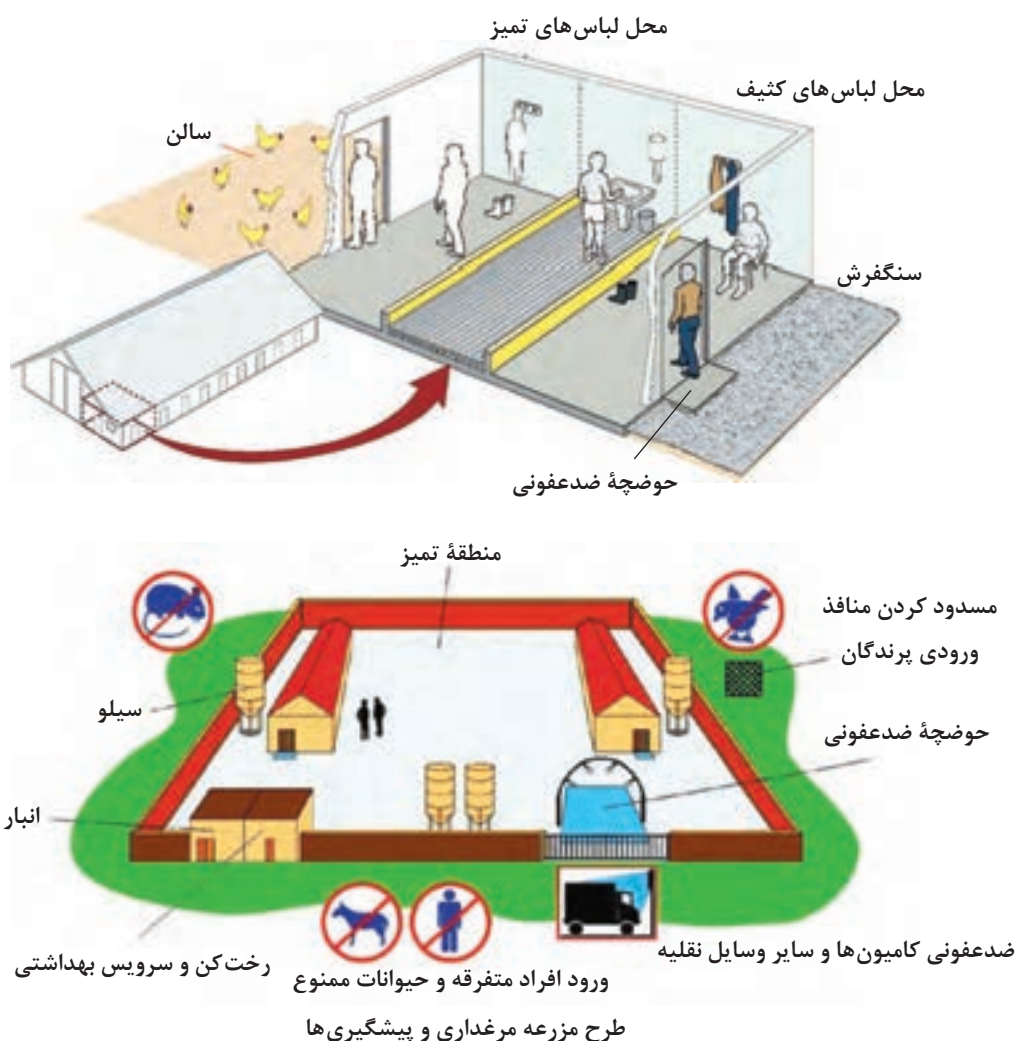 محل لباس‌های تمیز
محل لباس‌های کثیف
سالن
سنگفرش
حوضچهٔ ضدعفونی
منطقهٔ تمیز
مسدود کردن منافذ
ورودی پرندگان
سیلو
حوضچهٔ ضدعفونی
انبار
ضدعفونی کامیون‌ها و سایر وسایل نقلیه
رخت‌کن و سرویس بهداشتی
ورود افراد متفرقه و حیوانات ممنوع
طرح مزرعه مرغداری و پیشگیری‌ها